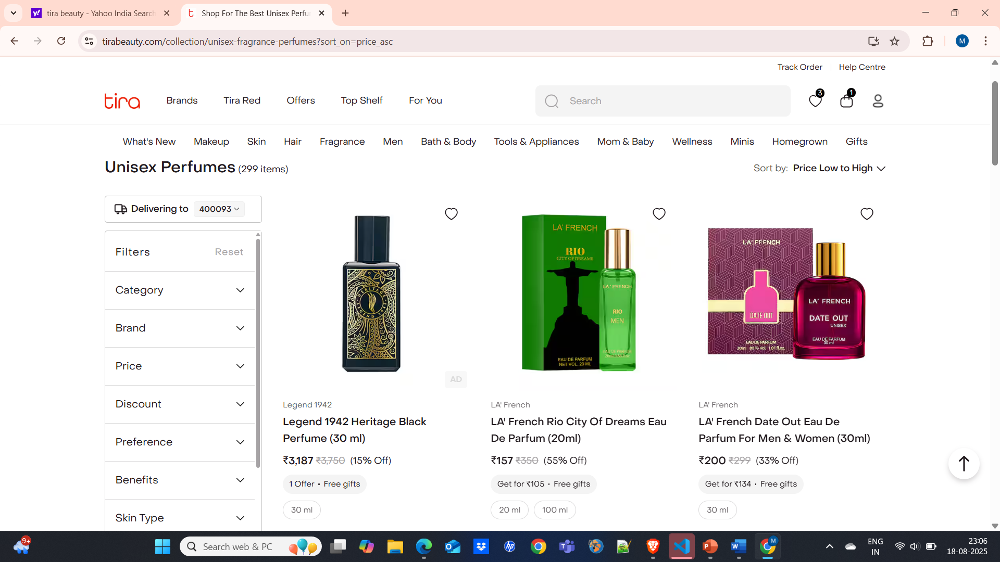 tira beauty - Yahoo India Search
Shop For The Best Unisex Perfu
tirabeauty.com/collection/unisex-fragrance-perfumes?sort_on=price_asc
M
Track Order
Help Centre
tira
Brands
Tira Red
Offers
Top Shelf
For You
Search
3
1
What's New
Makeup
Skin
Hair
Fragrance
Men
Bath & Body
Tools & Appliances
Mom & Baby
Wellness
Minis
Homegrown
Gifts
Unisex Perfumes (299 items)
Sort by: Price Low to High
Delivering to 400093
Filters
Reset
Category
Brand
Price
Discount
Preference
Benefits
Skin Type
HERITAGE
LEGEND 1942
AD
Legend 1942
Legend 1942 Heritage Black
Perfume (30 ml)
₹3,187 ₹3,750 (15% Off)
1 Offer • Free gifts
30 ml
LA' FRENCH
RIO
CITY OF DREAMS
EAU DE PARFUM
NET VOL. 20 ML
LA' FRENCH
RIO
MEN
LA' French
LA' French Rio City Of Dreams Eau
De Parfum (20ml)
₹157 ₹350 (55% Off)
Get for ₹105 • Free gifts
20 ml
100 ml
LA' FRENCH
DATE OUT
EAU DE PARFUM
30ml | 80% vol. 1.01 fl.oz.
LA' FRENCH
DATE OUT
UNISEX
EAU DE PARFUM
30 ml
LA' French
LA' French Date Out Eau De
Parfum For Men & Women (30ml)
₹200 ₹299 (33% Off)
Get for ₹134 • Free gifts
30 ml
9+
Search web & PC
ENG
IN
23:06
18-08-2025